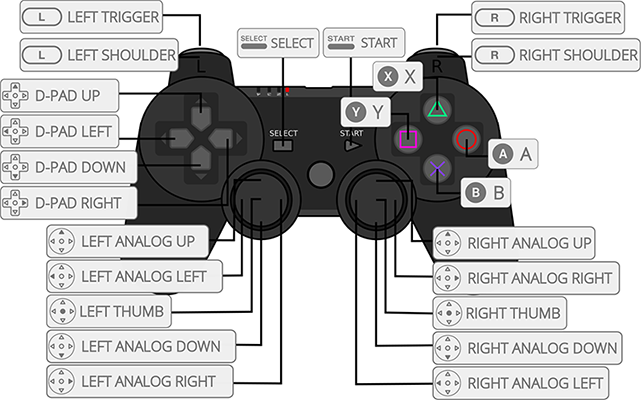 L LEFT TRIGGER
SELECT SELECT
START START
R RIGHT TRIGGER
L LEFT SHOULDER
R RIGHT SHOULDER
L
R
X X
D-PAD UP
Y Y
D-PAD LEFT
SELECT
START
A A
D-PAD DOWN
B B
D-PAD RIGHT
LEFT ANALOG UP
RIGHT ANALOG UP
LEFT ANALOG LEFT
RIGHT ANALOG RIGHT
LEFT THUMB
RIGHT THUMB
LEFT ANALOG DOWN
RIGHT ANALOG DOWN
LEFT ANALOG RIGHT
RIGHT ANALOG LEFT